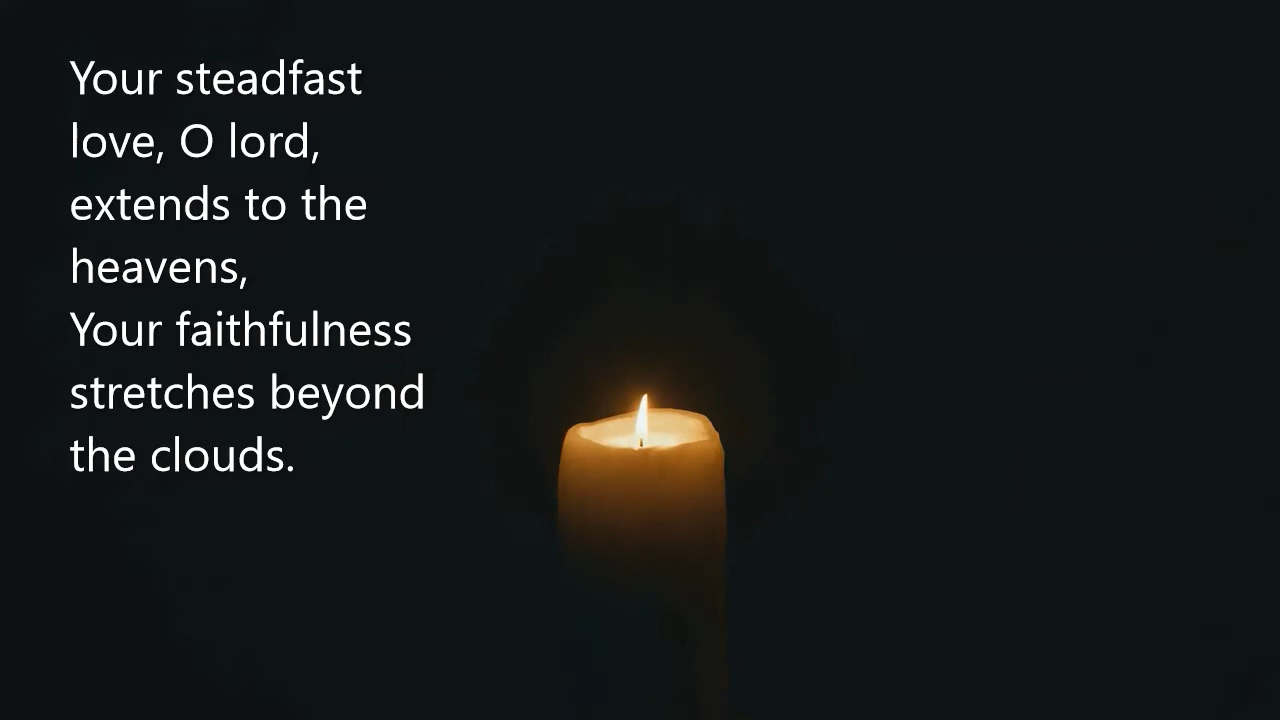 Your steadfast
love, O lord,
extends to the
heavens,
Your faithfulness
stretches beyond
the clouds.